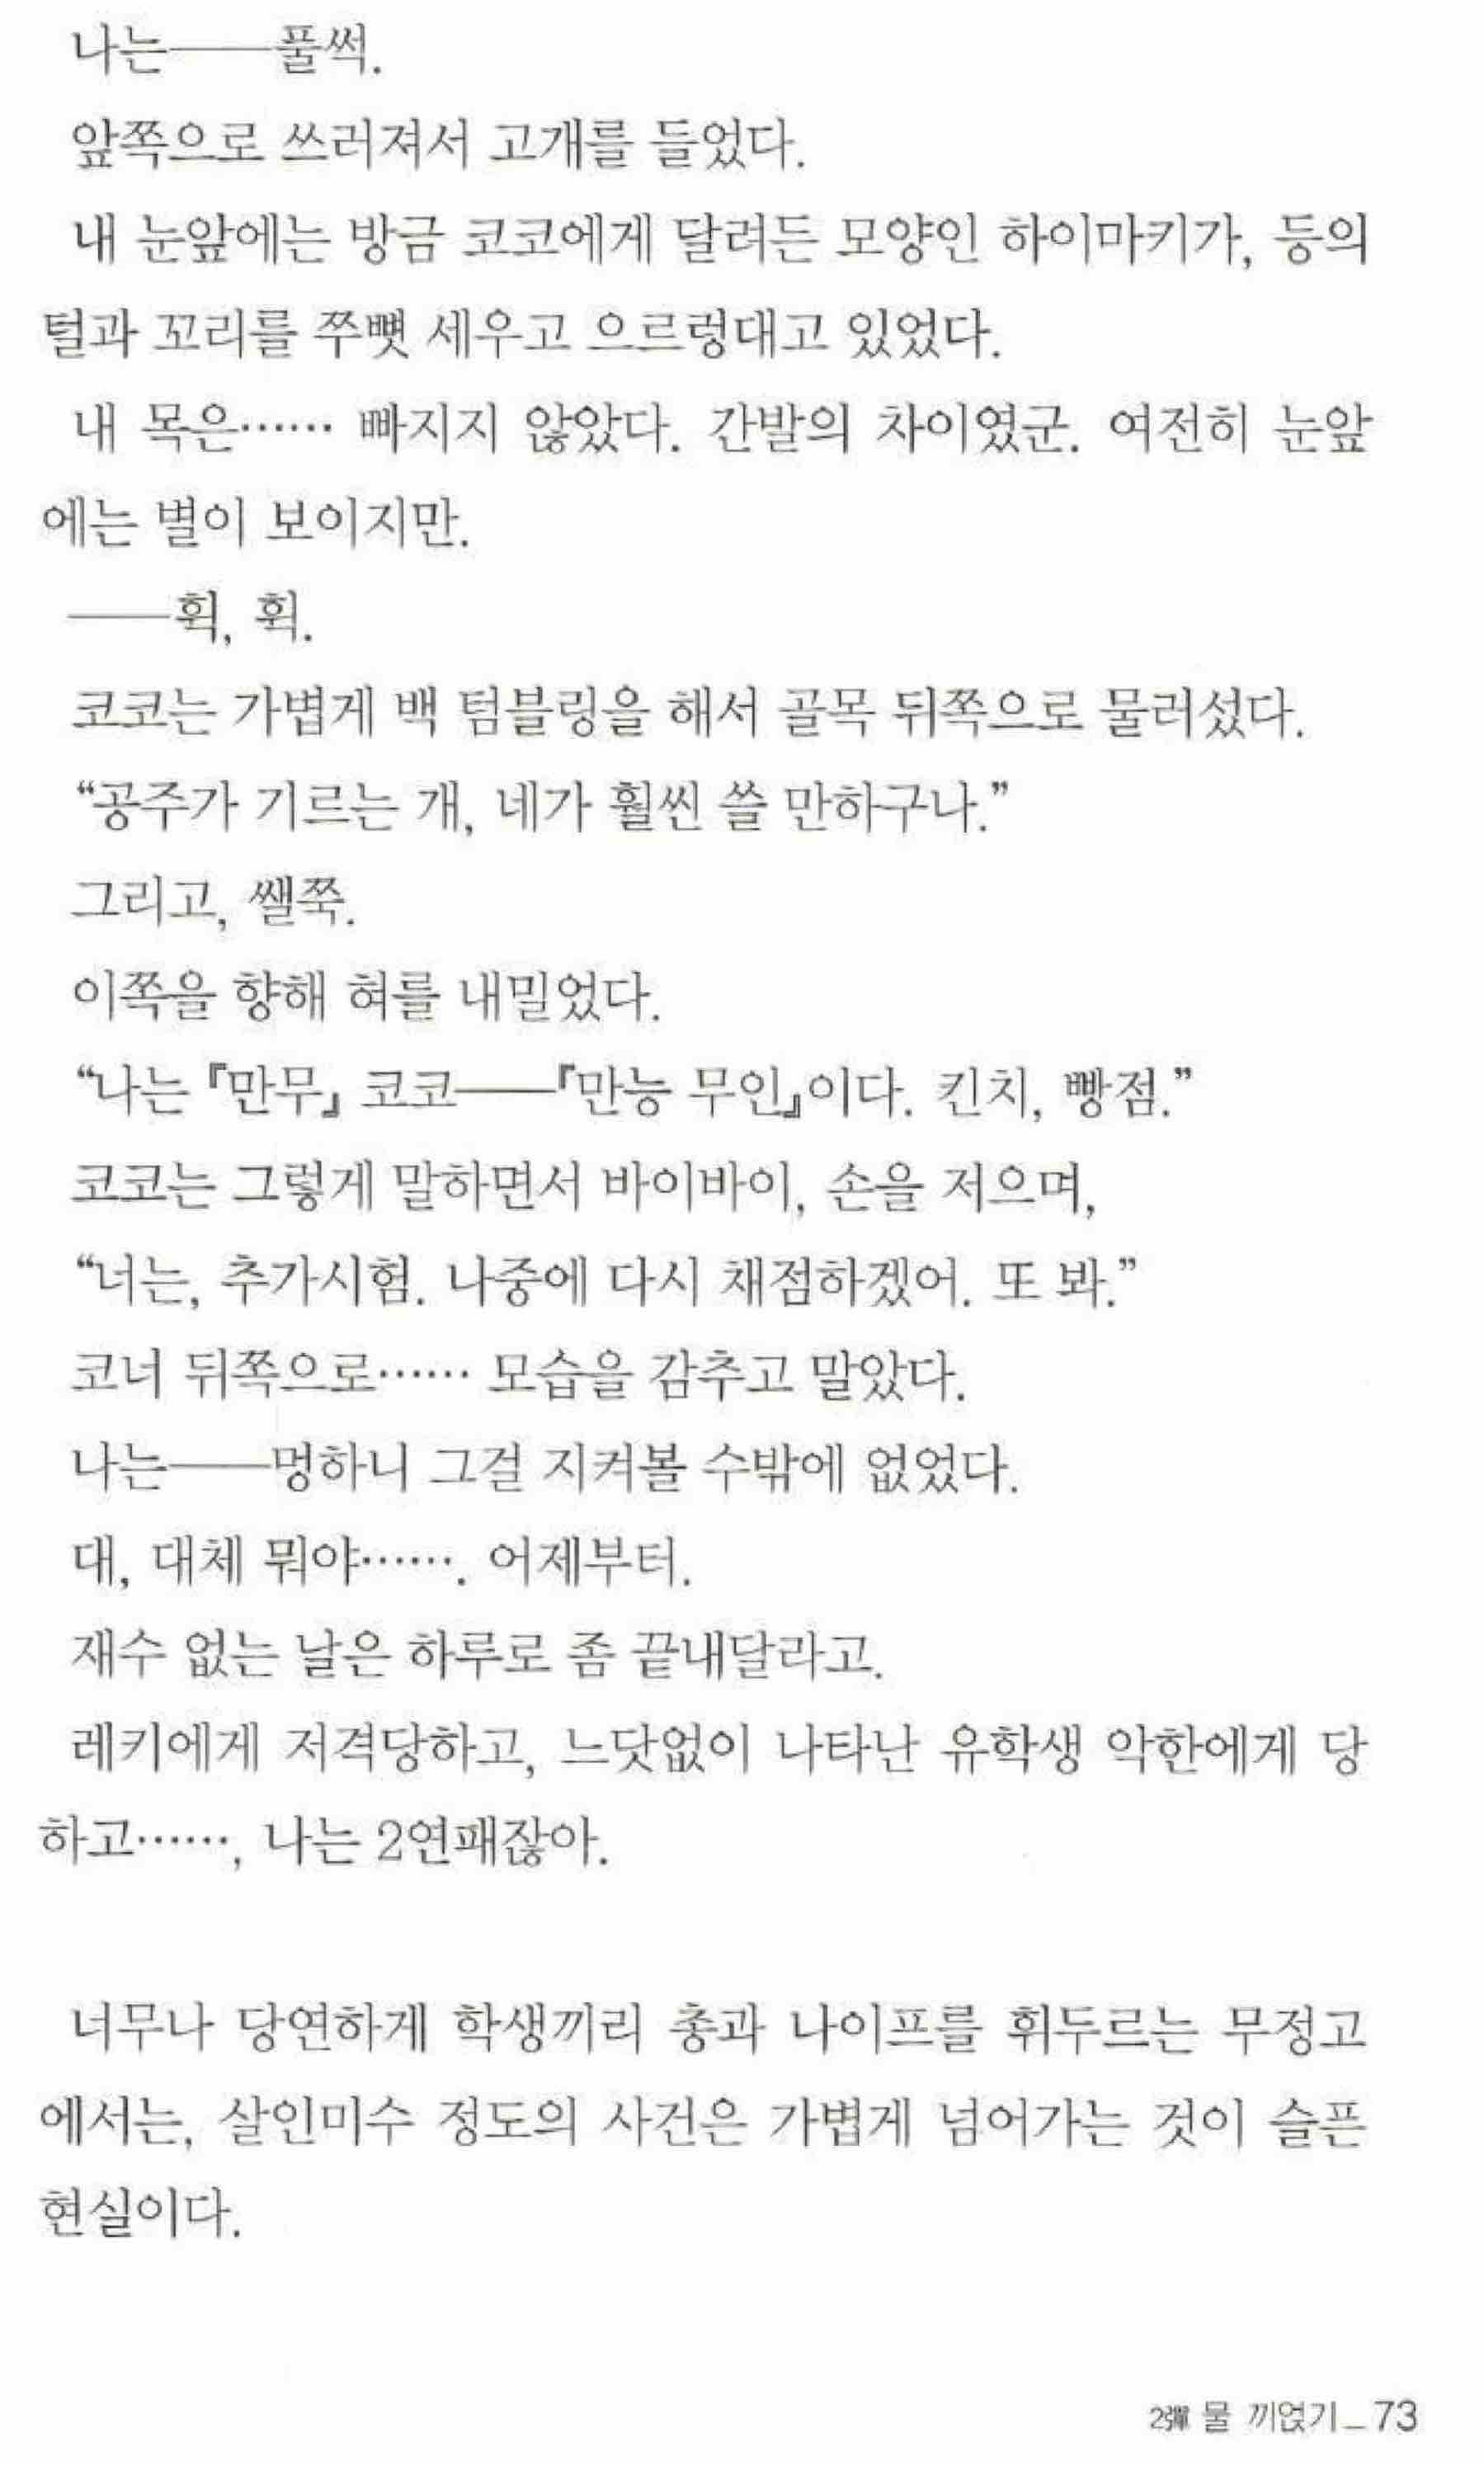 나는――풀썩.
앞쪽으로 쓰러져서 고개를 들었다.
내 눈앞에는 방금 코코에게 달려든 모양인 하이마키가, 등의
털과 꼬리를 쭈뼛 세우고 으르렁대고 있었다.
내 목은…… 빠지지 않았다. 간발의 차이였군. 여전히 눈앞
에는 별이 보이지만.
――휙, 휙.
코코는 가볍게 백 텀블링을 해서 골목 뒤쪽으로 물러섰다.
“공주가 기르는 개, 네가 훨씬 쓸 만하구나.”
그리고, 쌜쭉.
이쪽을 향해 혀를 내밀었다.
“나는 『만무』 코코――『만능 무인』이다. 킨치, 빵점.”
코코는 그렇게 말하면서 바이바이, 손을 저으며,
“너는, 추가시험. 나중에 다시 채점하겠어. 또 봐.”
코너 뒤쪽으로…… 모습을 감추고 말았다.
나는――멍하니 그걸 지켜볼 수밖에 없었다.
대, 대체 뭐야……. 어제부터.
재수 없는 날은 하루로 좀 끝내달라고.
레키에게 저격당하고, 느닷없이 나타난 유학생 악한에게 당
하고……, 나는 2연패잖아.
너무나 당연하게 학생끼리 총과 나이프를 휘두르는 무정고
에서는, 살인미수 정도의 사건은 가볍게 넘어가는 것이 슬픈
현실이다.
2彈 물 끼얹기_73